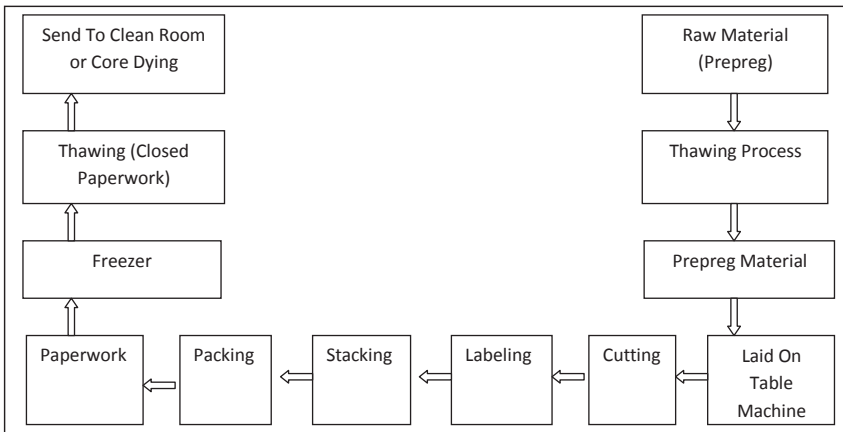 Send To Clean Room
or Core Dying
Raw Material
(Prepreg)
Thawing (Closed
Paperwork)
Thawing Process
Freezer
Prepreg Material
Paperwork
Packing
Stacking
Labeling
Cutting
Laid On
Table
Machine